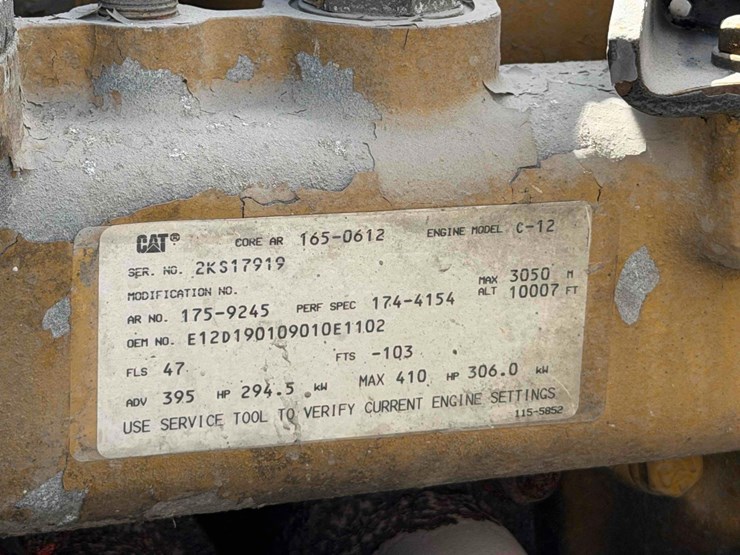 CAT® CORE AR 165-0612 ENGINE MODEL C-12
SER. NO. 2KS17919
MODIFICATION NO. MAX 3050 M
AR NO. 175-9245 PERF SPEC 174-4154 ALT 10007 FT
OEM NO. E12D190109010E1102
FLS 47 FTS -103
ADV 395 HP 294.5 kW MAX 410 HP 306.0 kW
USE SERVICE TOOL TO VERIFY CURRENT ENGINE SETTINGS
115-5852